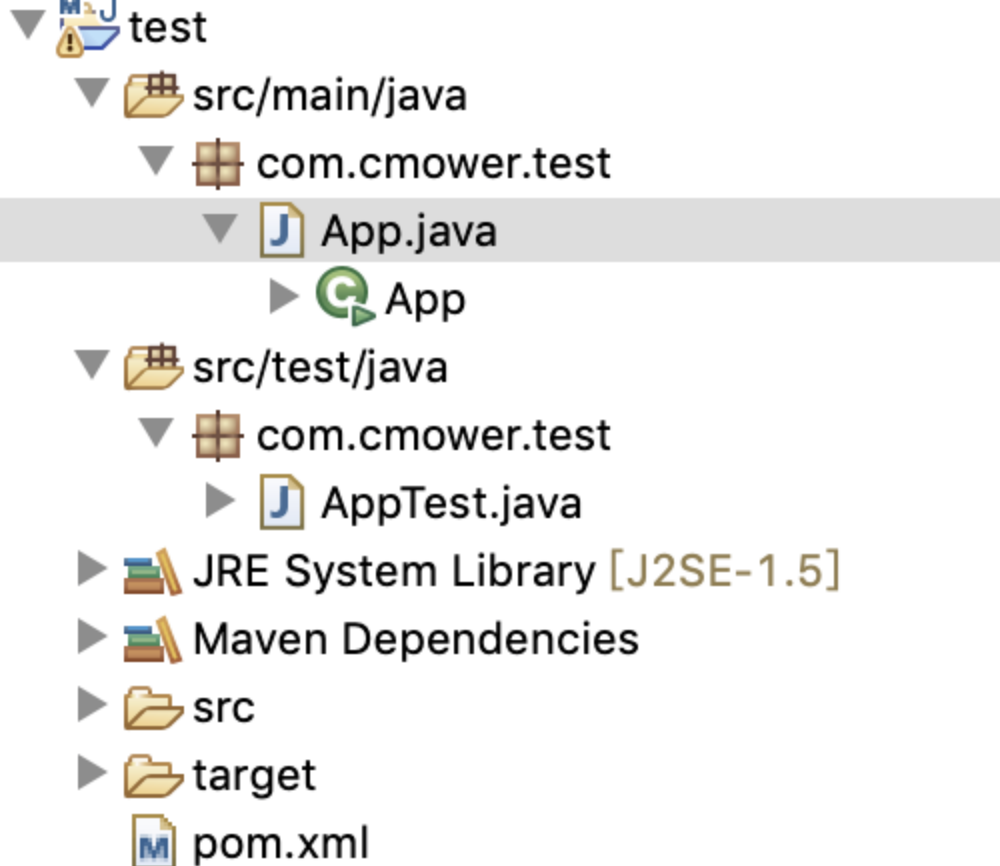 test
src/main/java
com.cmower.test
App.java
App
src/test/java
com.cmower.test
AppTest.java
JRE System Library [J2SE-1.5]
Maven Dependencies
src
target
pom.xml